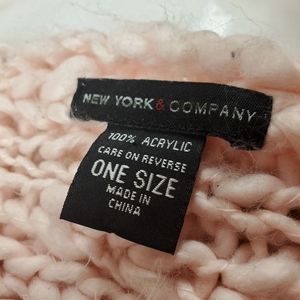 NEW YORK & COMPANY
100% ACRYLIC
CARE ON REVERSE
ONE SIZE
MADE IN
CHINA